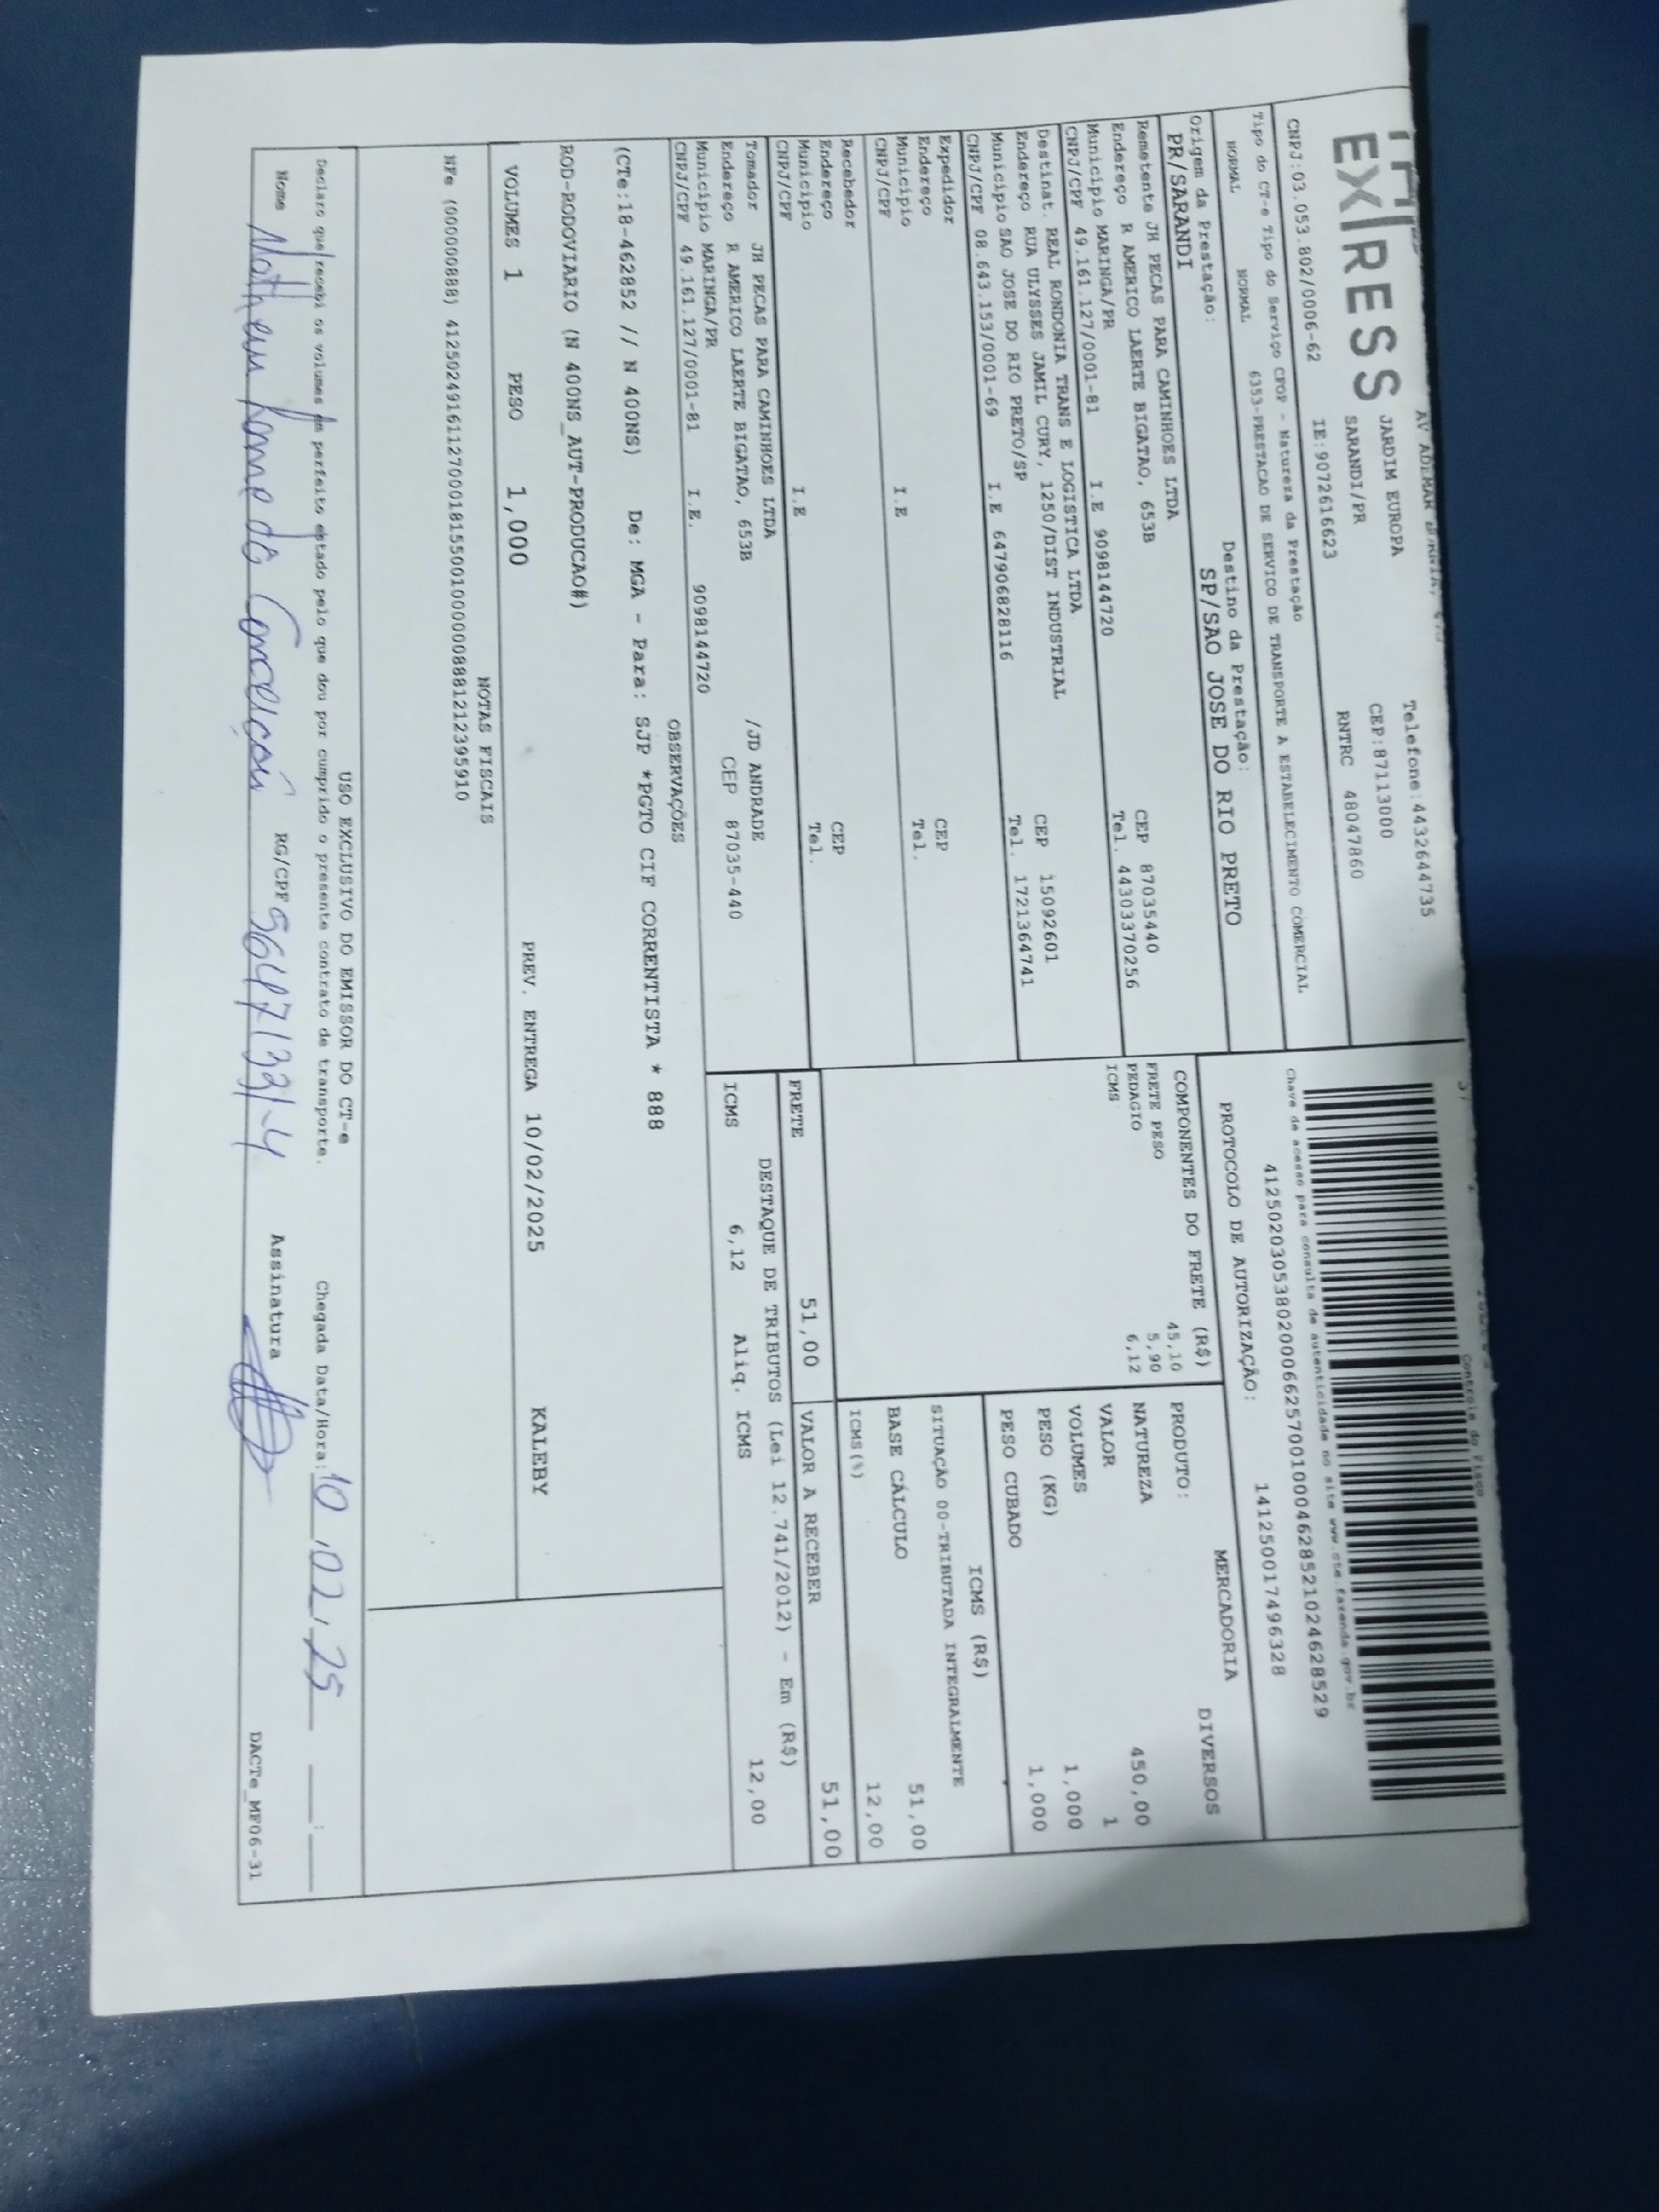 EXPRESS
JARDIM EUROPA
SARANDI/PR
Telefone:4432644735
CEP:87113000
CNPJ:03.053.802/0006-62 IE:9072616623 RNTRC 48047860
Tipo do CT-e Tipo do Serviço CFOP - Natureza da Prestação
NORMAL NORMAL 6353-PRESTACAO DE SERVICO DE TRANSPORTE A ESTABELECIMENTO COMERCIAL
Origem da Prestação: Destino da Prestação:
PR/SARANDI SP/SAO JOSE DO RIO PRETO
Controle do Fisco
Chave de acesso para consulta de autenticidade no site www.cte.fazenda.gov.br
41250203053802000662570010004628521024628529
PROTOCOLO DE AUTORIZAÇÃO: 141250017496328
Remetente JH PECAS PARA CAMINHOES LTDA
Endereço R AMERICO LAERTE BIGATAO, 653B CEP 87035440
Municipio MARINGA/PR Tel. 44303370256
CNPJ/CPF 49.161.127/0001-81 I.E 9098144720
Destinat. REAL RONDONIA TRANS E LOGISTICA LTDA
Endereço RUA ULYSSES JAMIL CURY, 1250/DIST INDUSTRIAL CEP 15092601
Municipio SAO JOSE DO RIO PRETO/SP Tel. 1721364741
CNPJ/CPF 08.643.153/0001-69 I.E 647906828116
Expedidor
Endereço CEP
Municipio Tel.
CNPJ/CPF I.E
Recebedor
Endereço CEP
Municipio Tel.
CNPJ/CPF I.E
Tomador JH PECAS PARA CAMINHOES LTDA
Endereço R AMERICO LAERTE BIGATAO, 653B /JD ANDRADE
Municipio MARINGA/PR CEP 87035-440
CNPJ/CPF 49.161.127/0001-81 I.E. 9098144720
COMPONENTES DO FRETE (R$)
FRETE PESO 45,10
PEDAGIO 5,90
ICMS 6,12
MERCADORIA
PRODUTO: DIVERSOS
NATUREZA
VALOR 450,00
VOLUMES 1
PESO (KG) 1,000
PESO CUBADO 1,000
ICMS (R$)
SITUAÇÃO 00-TRIBUTADA INTEGRALMENTE
BASE CÁLCULO 51,00
ICMS(%) 12,00
FRETE 51,00 VALOR A RECEBER 51,00
DESTAQUE DE TRIBUTOS (Lei 12.741/2012) - Em (R$)
ICMS 6,12 Aliq. ICMS 12,00
OBSERVAÇÕES
(CTe:18-462852 // N 400NS) De: MGA - Para: SJP *PGTO CIF CORRENTISTA * 888
ROD-RODOVIARIO (N 400NS_AUT-PRODUCAO#)
VOLUMES 1 PESO 1,000 PREV. ENTREGA 10/02/2025 KALEBY
NOTAS FISCAIS
NFe (000000888) 41250249161127000181550010000008881212395910
USO EXCLUSIVO DO EMISSOR DO CT-e
Declaro que recebi os volumes em perfeito estado pelo que dou por cumprido o presente contrato de transporte. Chegada Data/Hora: 10/02/25
Nome RG/CPF Assinatura
DACTe_MF06-31